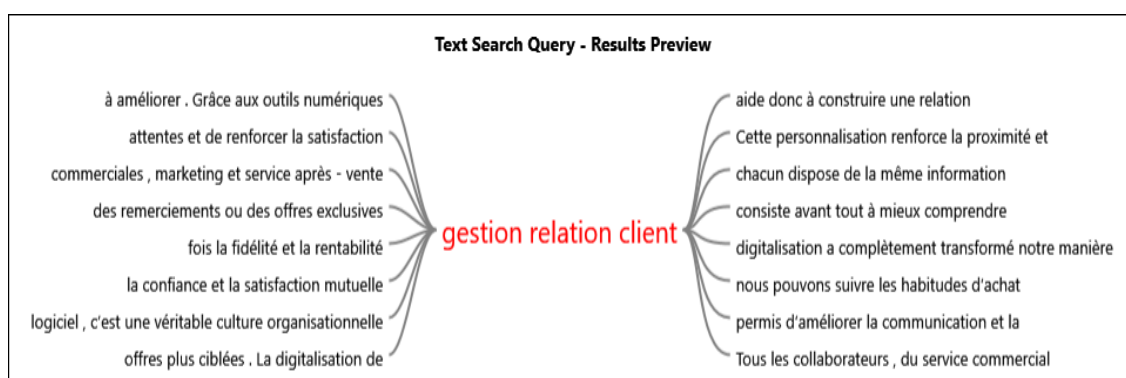 Text Search Query - Results Preview
à améliorer . Grâce aux outils numériques
attentes et de renforcer la satisfaction
commerciales , marketing et service après - vente
des remerciements ou des offres exclusives
fois la fidélité et la rentabilité
la confiance et la satisfaction mutuelle
logiciel , c'est une véritable culture organisationnelle
offres plus ciblées . La digitalisation de
gestion relation client
aide donc à construire une relation
Cette personnalisation renforce la proximité et
chacun dispose de la même information
consiste avant tout à mieux comprendre
digitalisation a complètement transformé notre manière
nous pouvons suivre les habitudes d'achat
permis d'améliorer la communication et la
Tous les collaborateurs , du service commercial